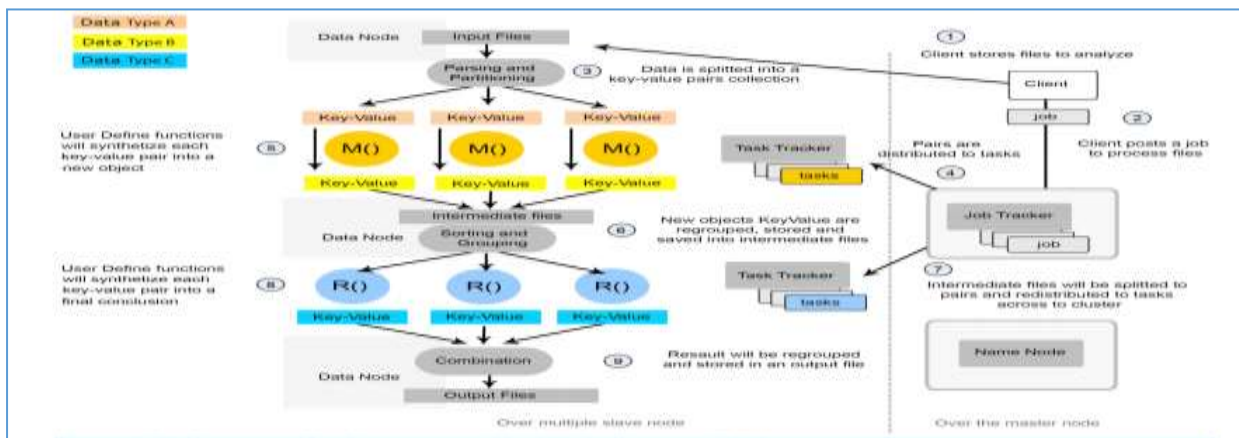 Data Type A
Data Type B
Data Type C
Data Node
Input Files
1
Client stores files to analyze
Parsing and
Partitioning
3
Data is splitted into a
key-value pairs collection
Client
job
2
Client posts a job
to process files
Key-Value
Key-Value
Key-Value
User Define functions
will synthetize each
key-value pair into a
new object
5
M()
M()
M()
Key-Value
Key-Value
Key-Value
Task Tracker
tasks
Pairs are
distributed to tasks
4
Intermediate files
Data Node
Sorting and
Grouping
6
New objects KeyValue are
regrouped, stored and
saved into intermediate files
Job Tracker
job
User Define functions
will synthetize each
key-value pair into a
final conclusion
8
R()
R()
R()
Key-Value
Key-Value
Key-Value
Task Tracker
tasks
7
Intermediate files will be splitted to
pairs and redistributed to tasks
across to cluster
Combination
9
Resault will be regrouped
and stored in an output file
Data Node
Output Files
Name Node
Over multiple slave node
Over the master node